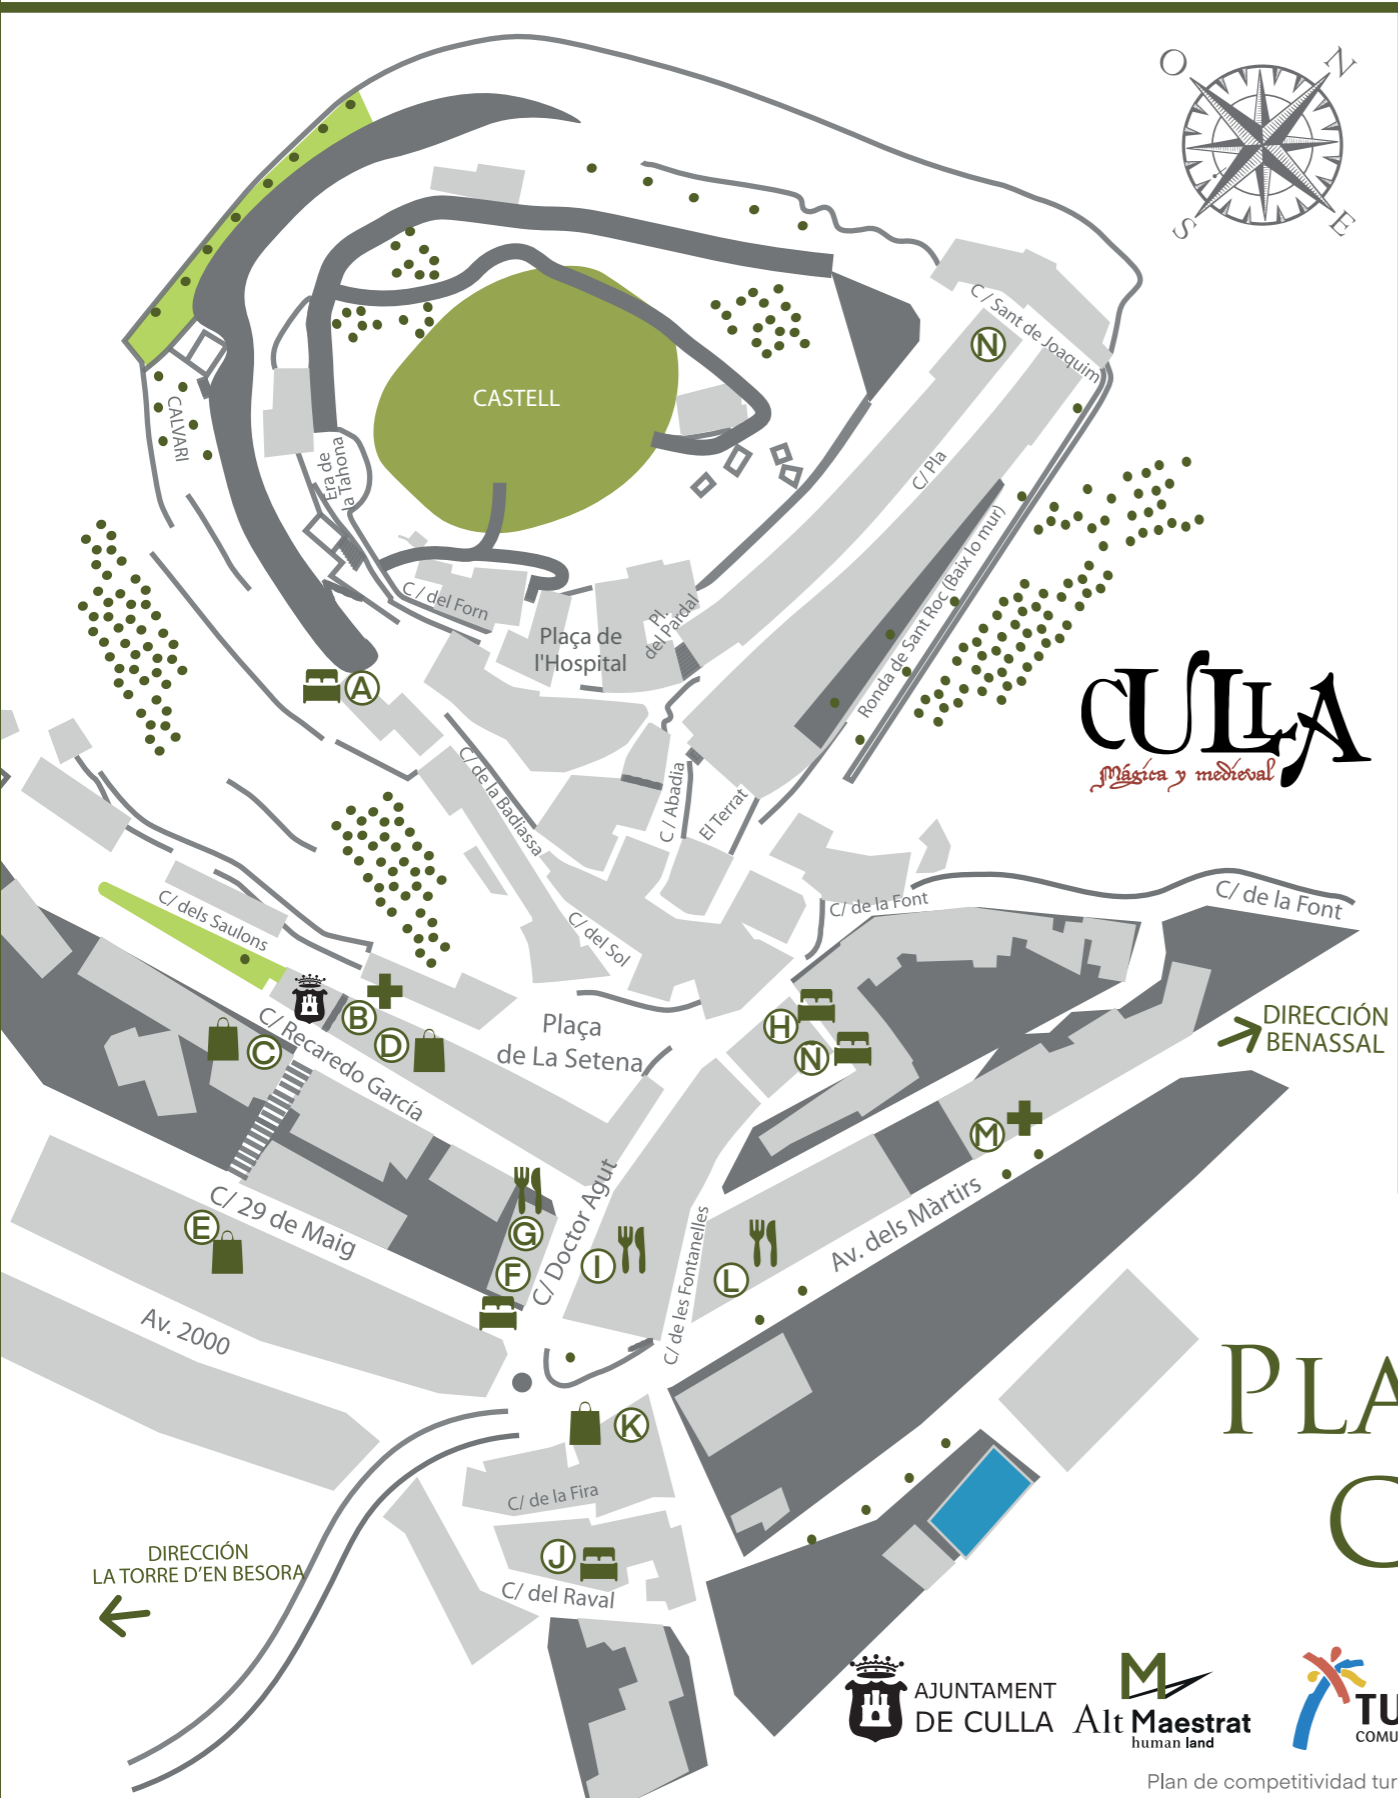 O
N
S
E
C/ Sant de Joaquim
N
CASTELL
CALVARI
Era de
la Tahona
C/ Pla
Ronda de Sant Roc (Baix lo mur)
C/ del Forn
Plaça de
l'Hospital
Pl.
del Pardal
A
CULLA
Mágica y medieval
C/ de la Badiassa
C/ Abadia
El Terrat
C/ de la Font
C/ de la Font
C/ dels Saulons
C/ del Sol
B
C
D
C/ Recaredo García
Plaça
de La Setena
H
N
DIRECCIÓN
BENASSAL
M
C/ 29 de Maig
E
G
F
C/ Doctor Agut
I
C/ de les Fontanelles
L
Av. dels Màrtirs
Av. 2000
K
C/ de la Fira
J
C/ del Raval
DIRECCIÓN
LA TORRE D'EN BESORA
PLA
C
AJUNTAMENT
DE CULLA
M
Alt Maestrat
human land
TU
COMU
Plan de competitividad tur